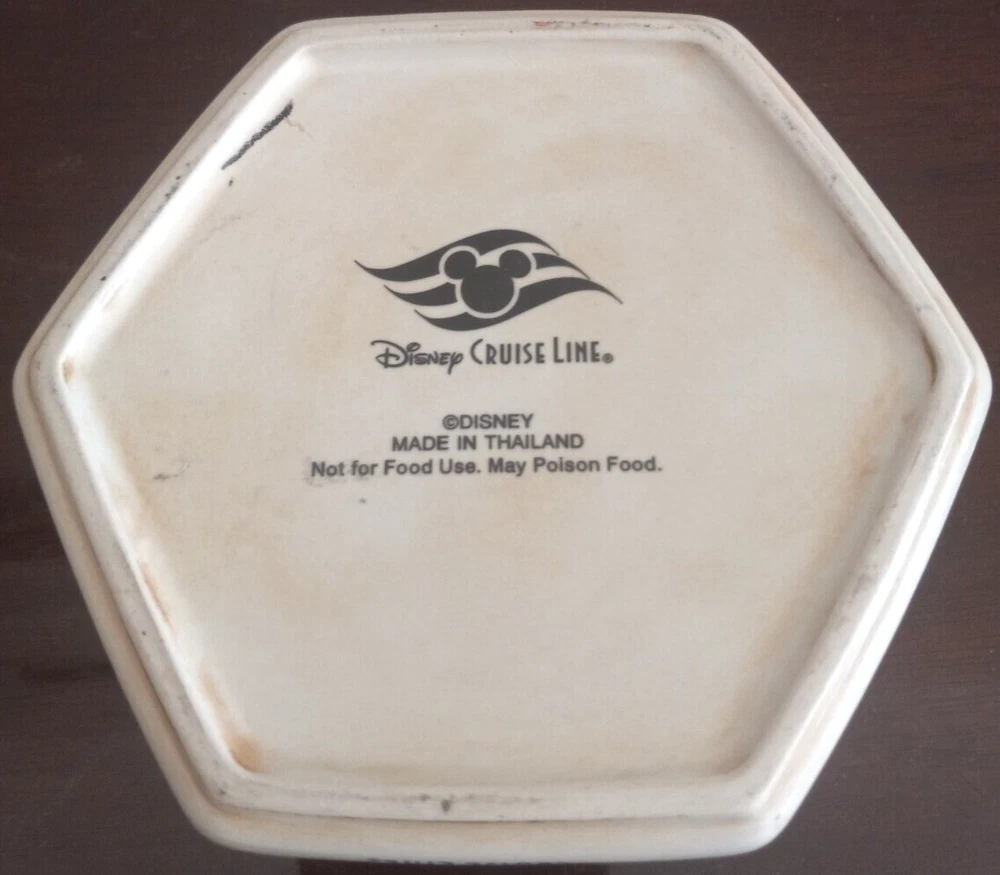 Disney CRUISE LINE®
©DISNEY
MADE IN THAILAND
Not for Food Use. May Poison Food.